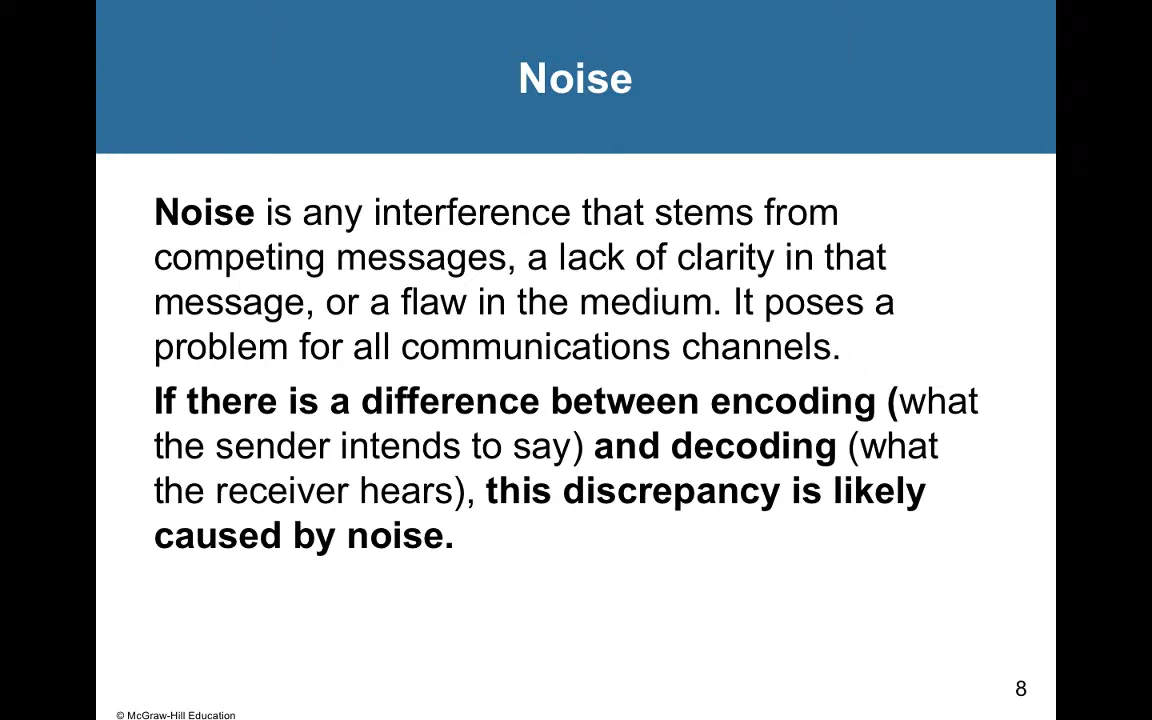 Noise
Noise is any interference that stems from
competing messages, a lack of clarity in that
message, or a flaw in the medium. It poses a
problem for all communications channels.
If there is a difference between encoding (what
the sender intends to say) and decoding (what
the receiver hears), this discrepancy is likely
caused by noise.
8
© McGraw-Hill Education